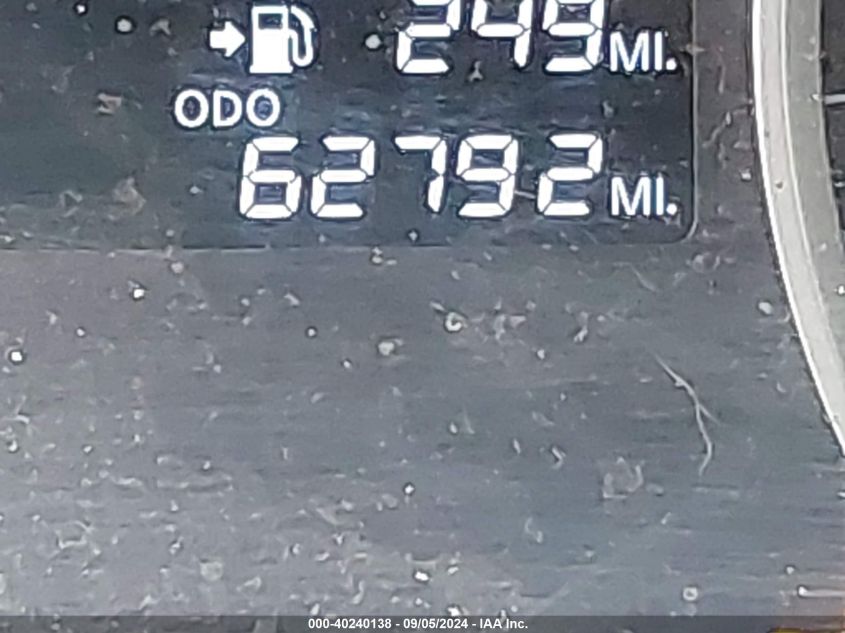 249 MI.
ODO
62792 MI.
000-40240138 - 09/05/2024 - IAA Inc.